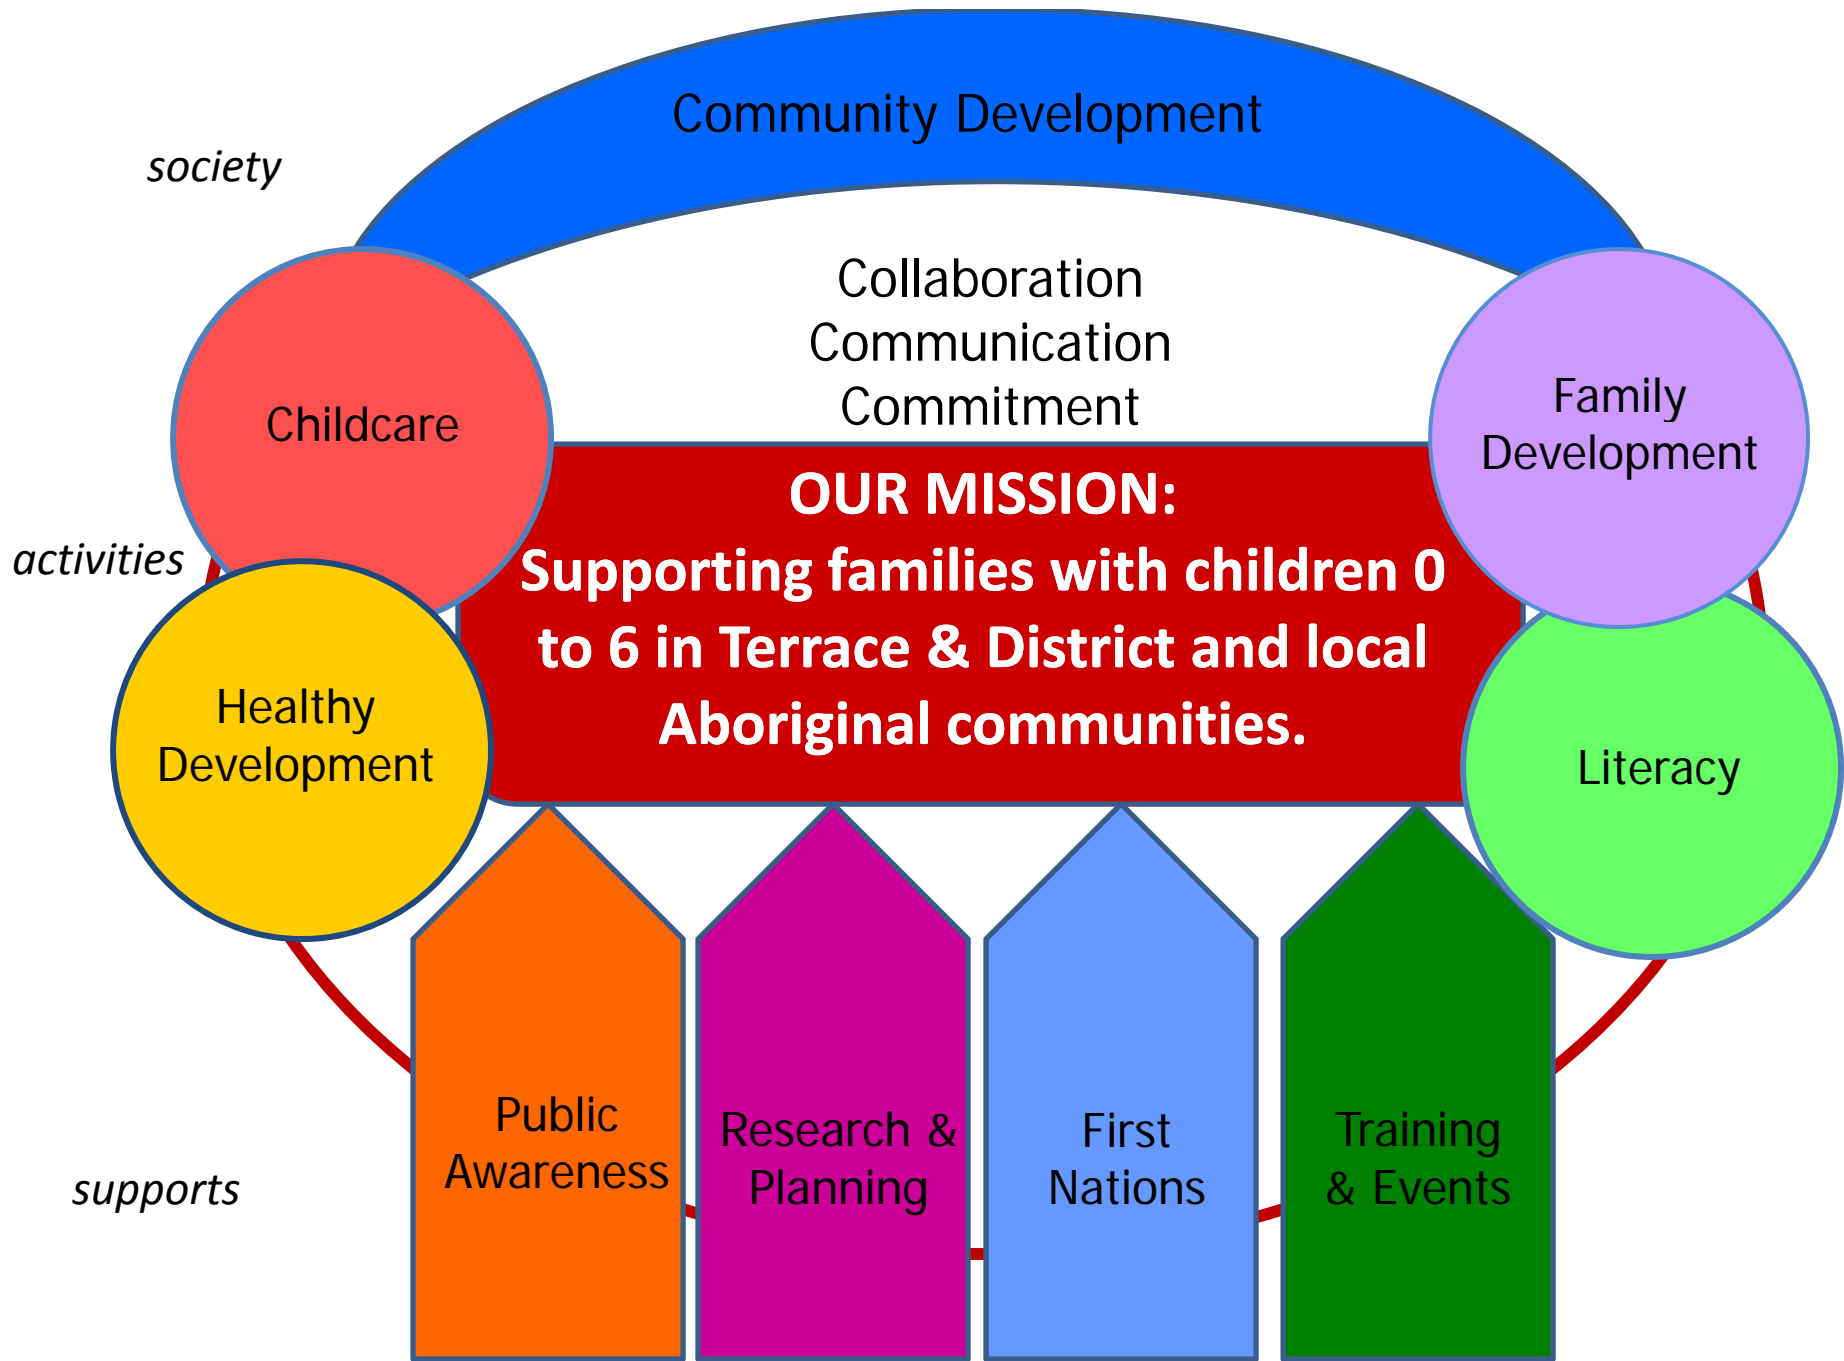 Community Development
society
Collaboration
Communication
Commitment
Childcare
Family
Development
OUR MISSION:
Supporting families with children 0
to 6 in Terrace & District and local
Aboriginal communities.
activities
Healthy
Development
Literacy
Public
Awareness
Research &
Planning
First
Nations
Training
& Events
supports